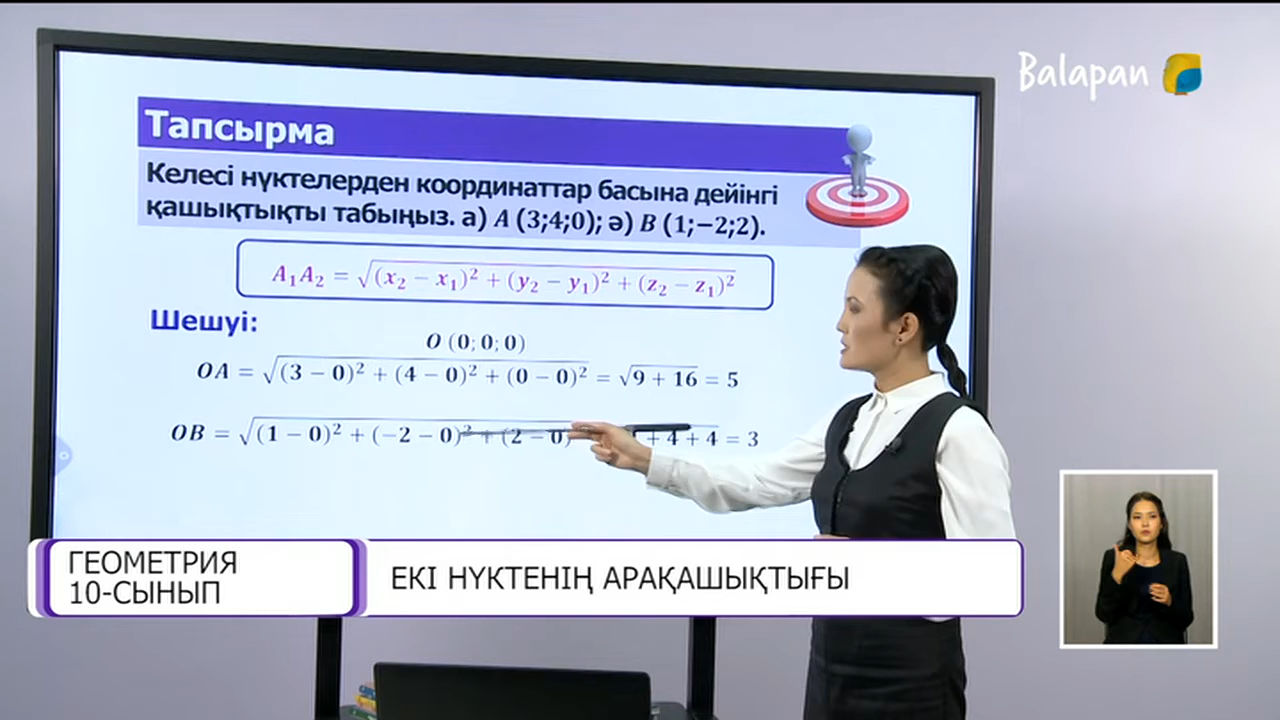 Balapan
Тапсырма
Келесі нүктелерден координаттар басына дейінгі
қашықтықты табыңыз. а) A (3;4;0); ә) B (1;−2;2).
A₁A₂ = √(x₂ − x₁)² + (y₂ − y₁)² + (z₂ − z₁)²
Шешуі:
O (0; 0; 0)
OA = √(3 − 0)² + (4 − 0)² + (0 − 0)² = √9 + 16 = 5
OB = √(1 − 0)² + (−2 − 0)² + (2 − 0) + 4 + 4 = 3
ГЕОМЕТРИЯ
10-СЫНЫП
ЕКІ НҮКТЕНІҢ АРАҚАШЫҚТЫҒЫ